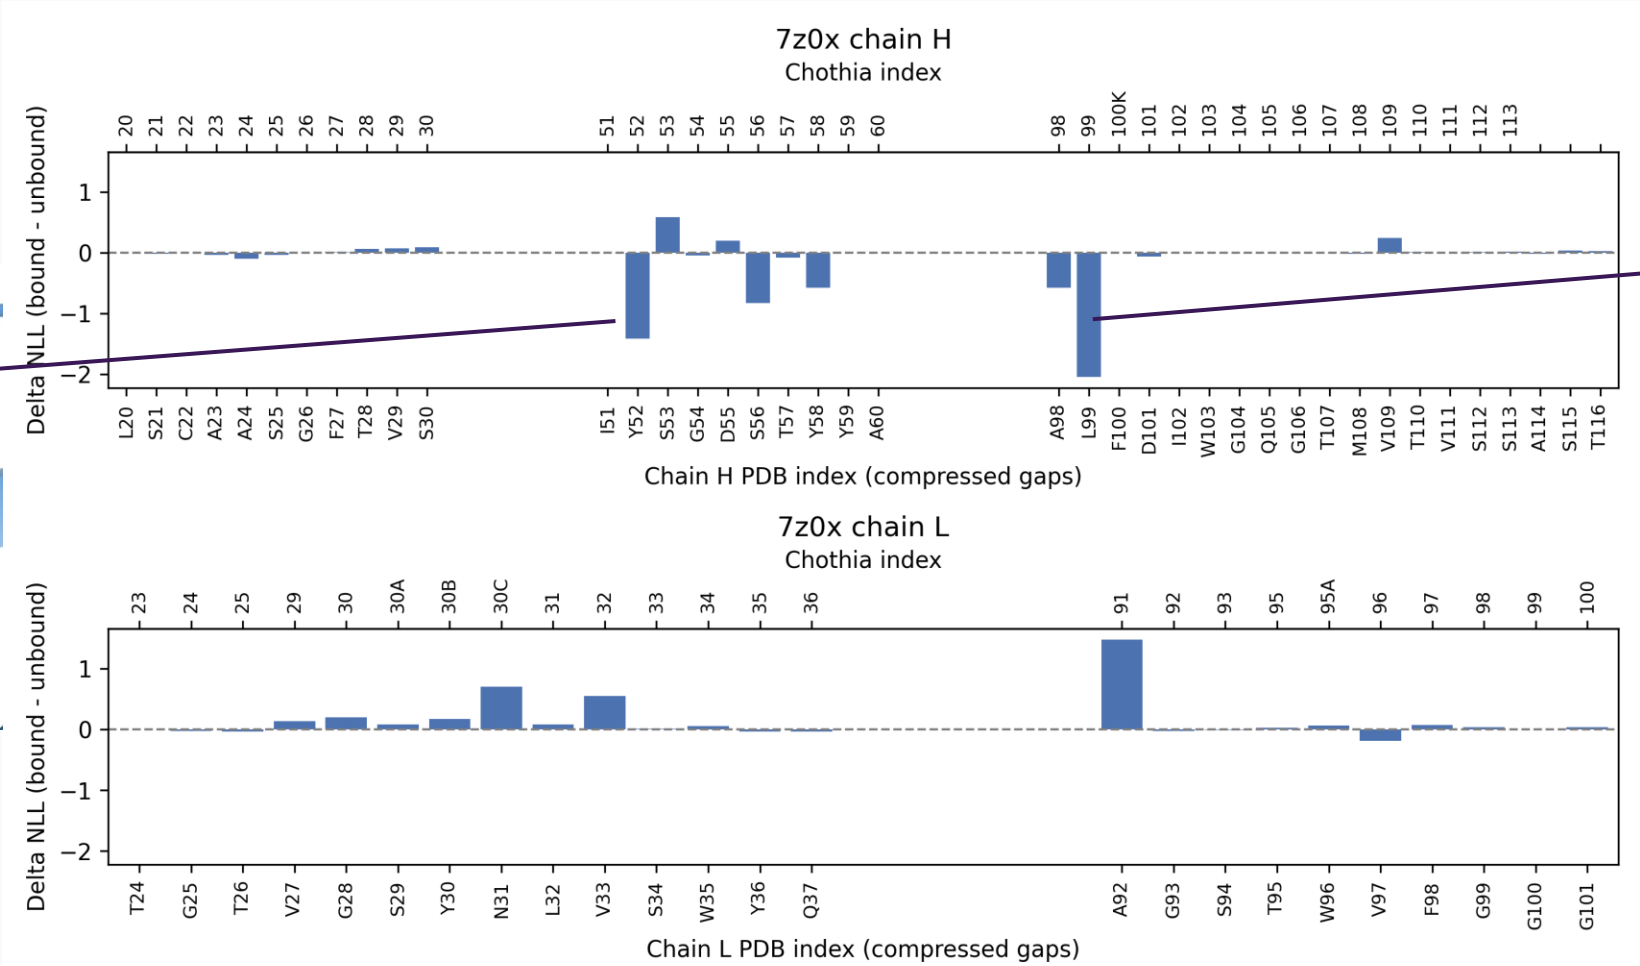 7z0x chain H
Chothia index
20 21 22 23 24 25 26 27 28 29 30 51 52 53 54 55 56 57 58 59 60 98 99 100K 101 102 103 104 105 106 107 108 109 110 111 112 113
Delta NLL (bound - unbound)
1
0
−1
−2
L20 S21 C22 A23 A24 S25 G26 F27 T28 V29 S30 I51 Y52 S53 G54 D55 S56 T57 Y58 Y59 A60 A98 L99 F100 D101 I102 W103 G104 Q105 G106 T107 M108 V109 T110 V111 S112 S113 A114 S115 T116
Chain H PDB index (compressed gaps)
7z0x chain L
Chothia index
23 24 25 29 30 30A 30B 30C 31 32 33 34 35 36 91 92 93 95 95A 96 97 98 99 100
Delta NLL (bound - unbound)
1
0
−1
−2
T24 G25 T26 V27 G28 S29 Y30 N31 L32 V33 S34 W35 Y36 Q37 A92 G93 S94 T95 W96 V97 F98 G99 G100 G101
Chain L PDB index (compressed gaps)